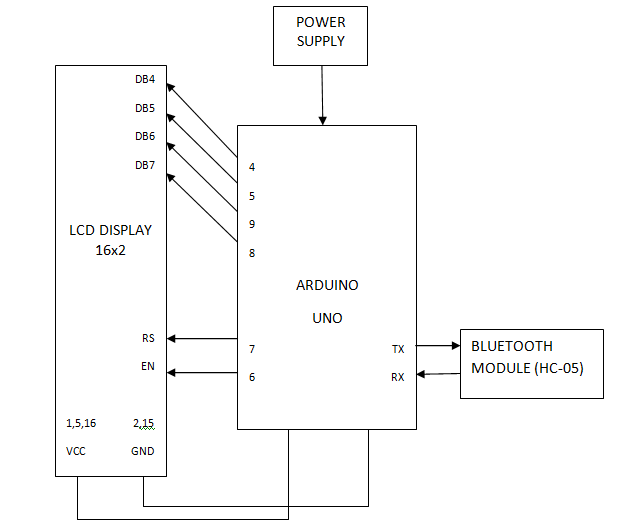 POWER
SUPPLY
DB4
DB5
DB6
DB7
LCD DISPLAY
16x2
RS
EN
1,5,16
2,15
VCC
GND
4
5
9
8
ARDUINO
UNO
7
6
TX
RX
BLUETOOTH
MODULE (HC-05)